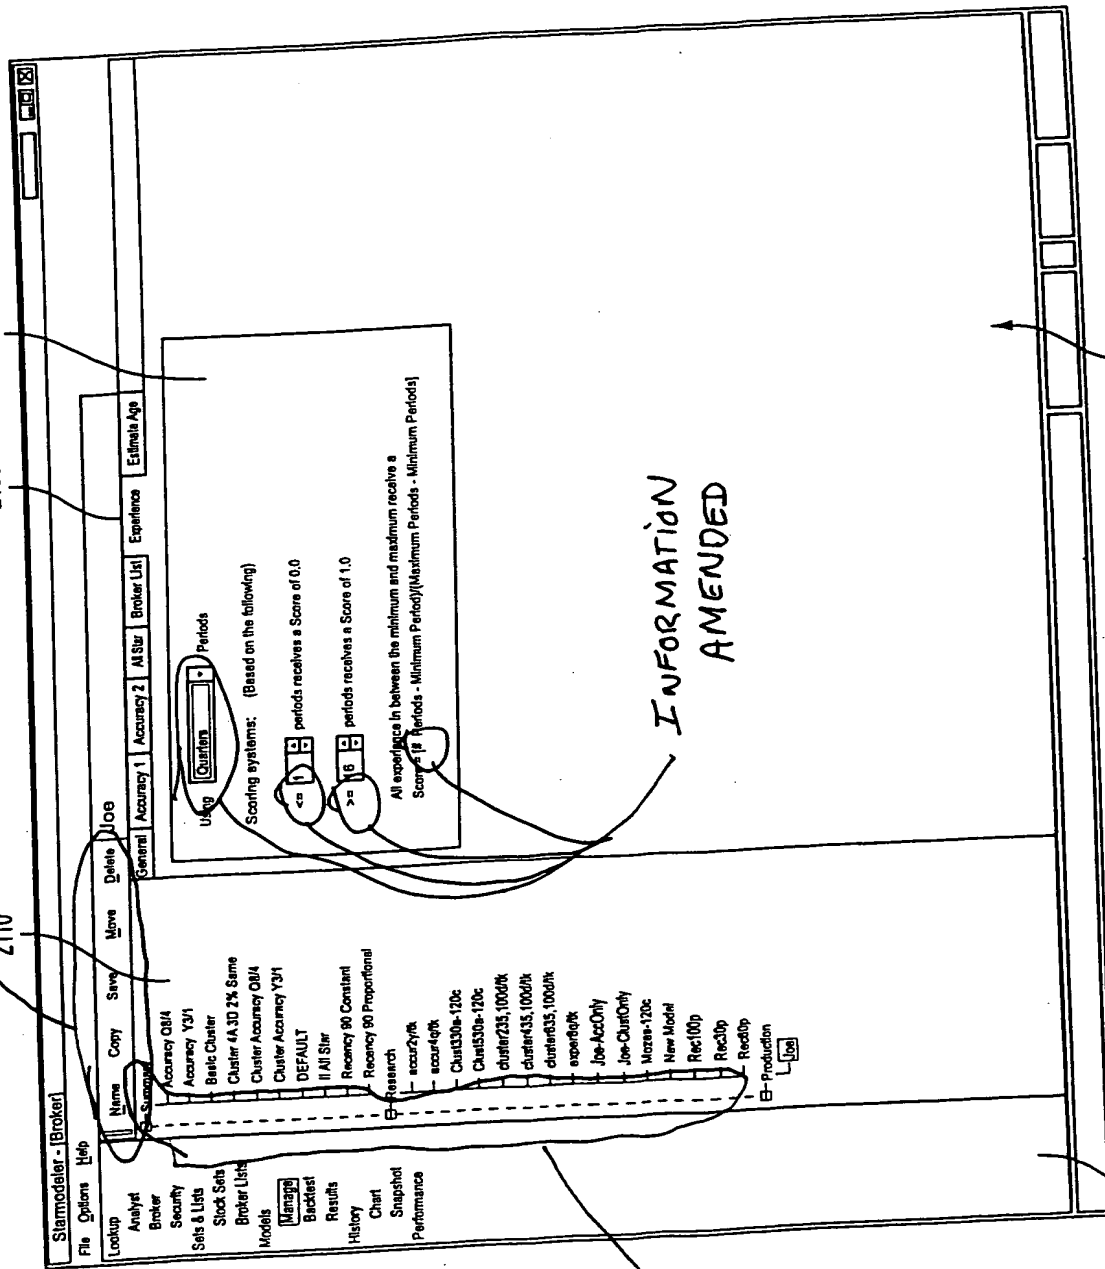 Starmodeler - [Broker]
File Options Help
Lookup
Analyst
Broker
Security
Sets & Lists
Stock Sets
Broker Lists
Models
Manage
Backtest
Results
History
Chart
Snapshot
Performance
Name Copy Save Move Delete Joe
2110
Summary
Accuracy Q8/4
Accuracy Y3/1
Basic Cluster
Cluster 4A 3D 2% Same
Cluster Accuracy Q8/4
Cluster Accuracy Y3/1
DEFAULT
II All Star
Recency 90 Constant
Recency 90 Proportional
Research
accur2y/tk
accur4q/tk
Clust330a-120c
Clust530a-120c
cluster235,100d/tk
cluster435,100d/tk
cluster635,100d/tk
exper8q/tk
Joe-AccOnly
Joe-ClustOnly
Mozes-120c
New Model
Rec100p
Rec30p
Rec60p
Production
Joe
General Accuracy 1 Accuracy 2 All Star Broker List Experience Estimate Age
Using Quarters Periods
Scoring systems: (Based on the following)
<= 1 periods receives a Score of 0.0
>= 16 periods receives a Score of 1.0
All experience in between the minimum and maximum receive a
Score = [# Periods - Minimum Period]/[Maximum Periods - Minimum Periods]
INFORMATION
AMENDED